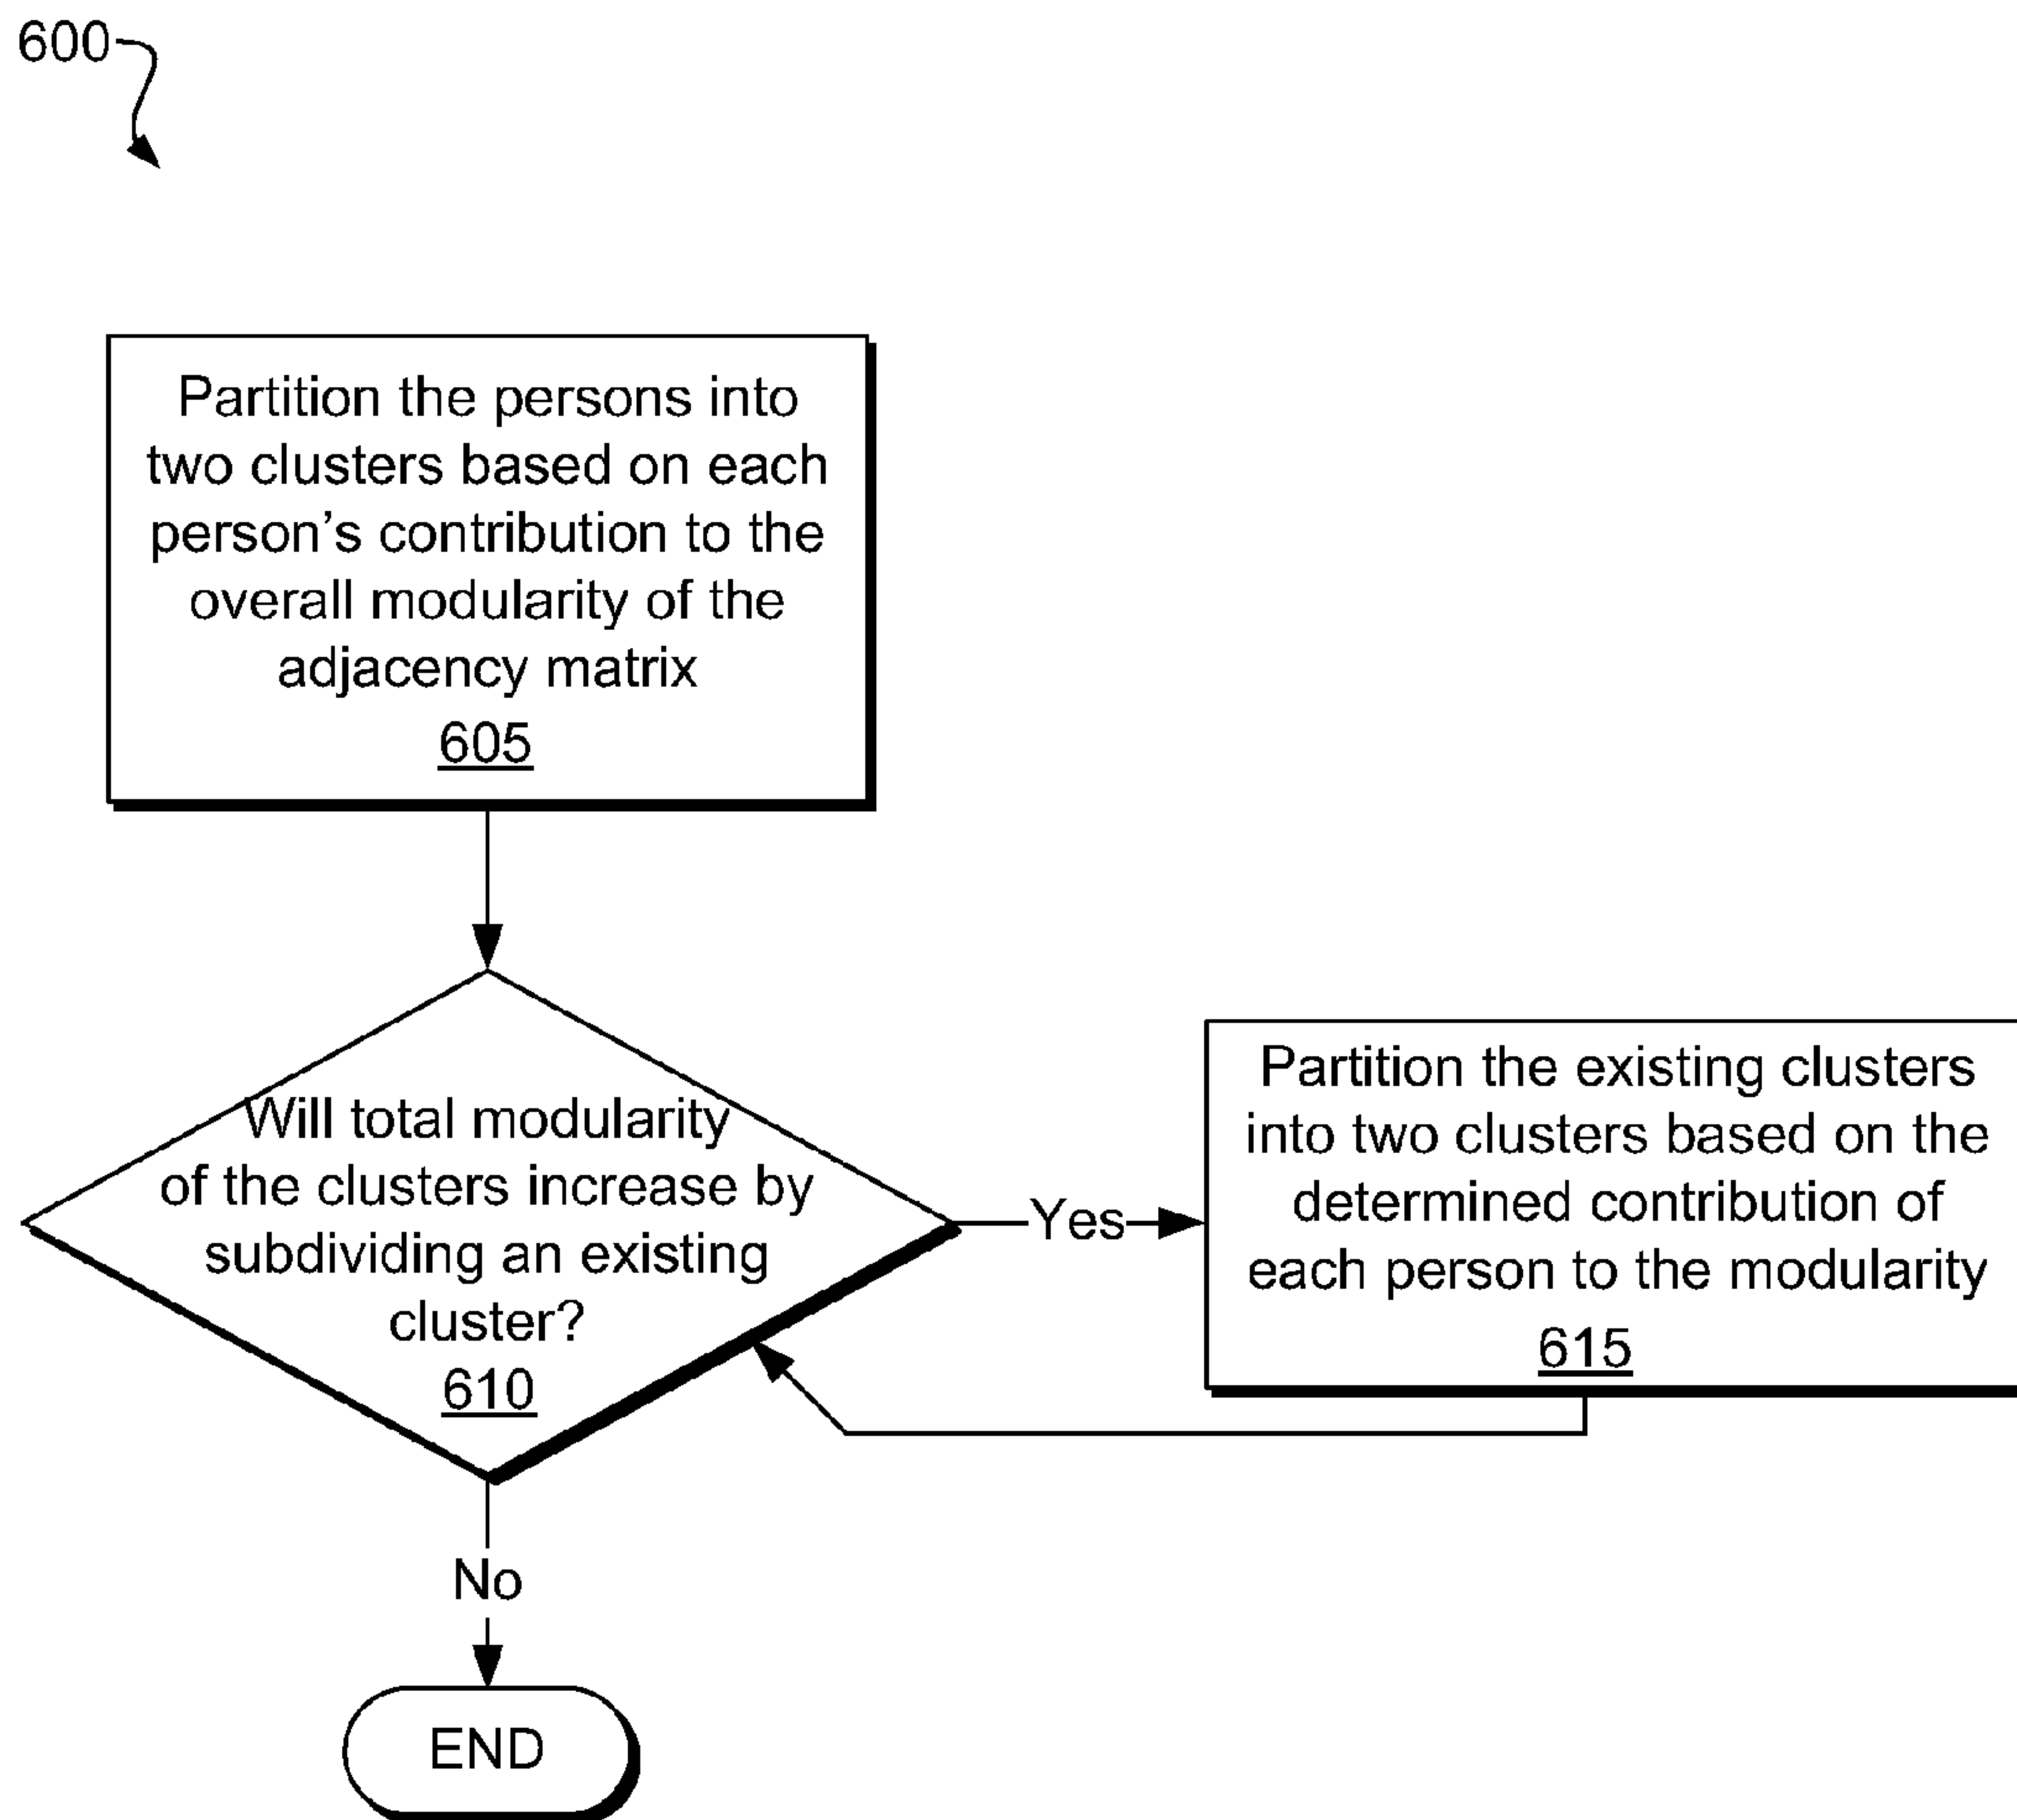 600
Partition the persons into
two clusters based on each
person's contribution to the
overall modularity of the
adjacency matrix
605
Will total modularity
of the clusters increase by
subdividing an existing
cluster?
610
Yes
Partition the existing clusters
into two clusters based on the
determined contribution of
each person to the modularity
615
No
END